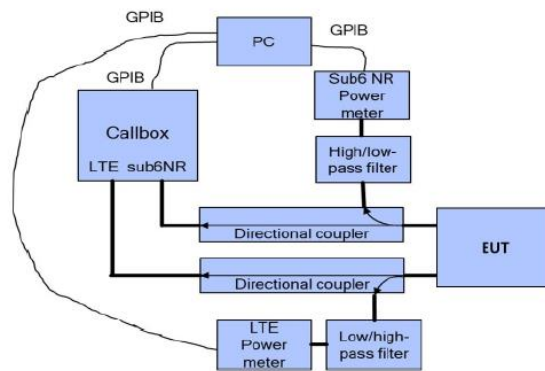 GPIB
GPIB
PC
GPIB
Sub6 NR
Power
meter
Callbox
LTE sub6NR
High/low-
pass filter
Directional coupler
EUT
Directional coupler
LTE
Power
meter
Low/high-
pass filter